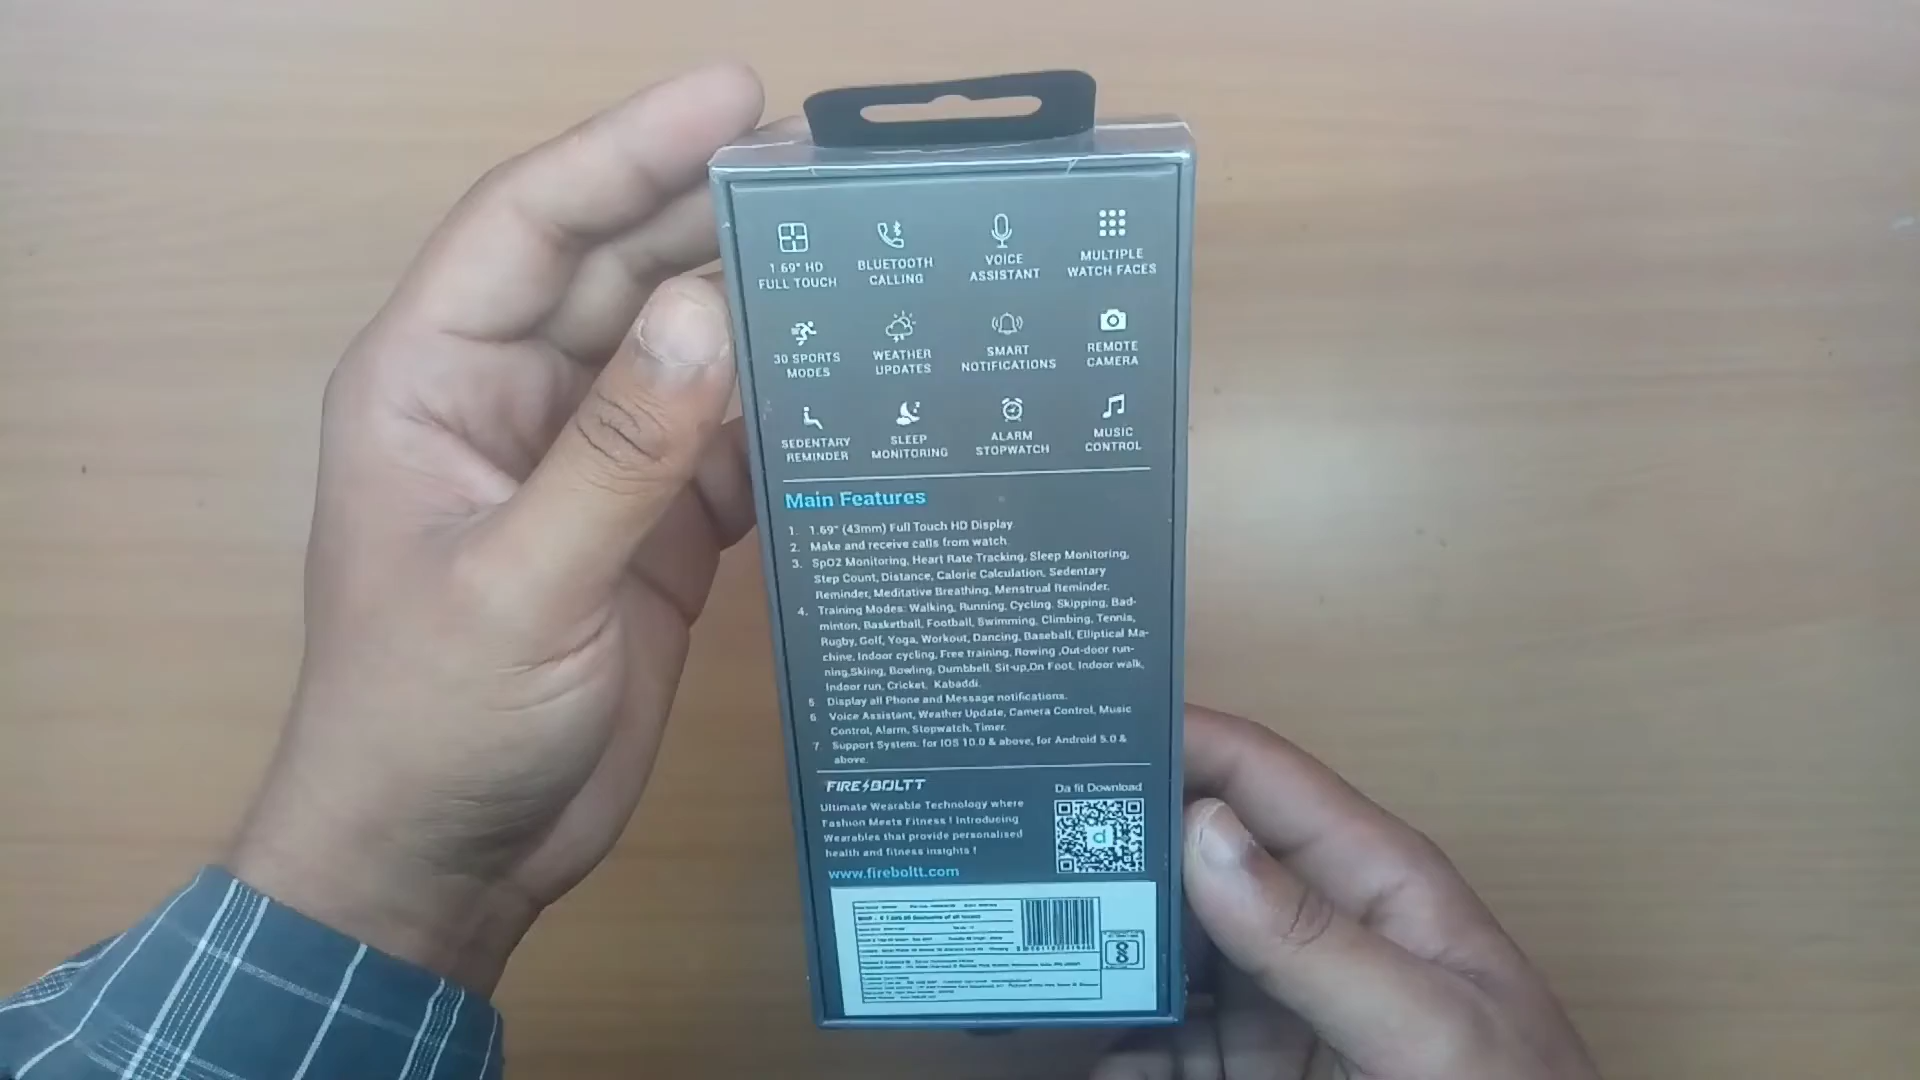 1.69" HD
FULL TOUCH
BLUETOOTH
CALLING
VOICE
ASSISTANT
MULTIPLE
WATCH FACES
30 SPORTS
MODES
WEATHER
UPDATES
SMART
NOTIFICATIONS
REMOTE
CAMERA
SEDENTARY
REMINDER
SLEEP
MONITORING
ALARM
STOPWATCH
MUSIC
CONTROL
Main Features
1. 1.69" (43mm) Full Touch HD Display
2. Make and receive calls from watch.
3. SpO2 Monitoring, Heart Rate Tracking, Sleep Monitoring,
Step Count, Distance, Calorie Calculation, Sedentary
Reminder, Meditative Breathing, Menstrual Reminder.
4. Training Modes: Walking, Running, Cycling, Skipping, Bad-
minton, Basketball, Football, Swimming, Climbing, Tennis,
Rugby, Golf, Yoga, Workout, Dancing, Baseball, Elliptical Ma-
chine, Indoor cycling, Free training, Rowing ,Out-door run-
ning,Skiing, Bowling, Dumbbell, Sit-up,On Foot, Indoor walk,
Indoor run, Cricket, Kabaddi.
5 Display all Phone and Message notifications.
6 Voice Assistant, Weather Update, Camera Control, Music
Control, Alarm, Stopwatch, Timer.
7. Support System: for IOS 10.0 & above, for Android 5.0 &
above.
FIRE BOLTT
Ultimate Wearable Technology where
Fashion Meets Fitness ! Introducing
Wearables that provide personalised
health and fitness insights !
www.fireboltt.com
Da fit Download